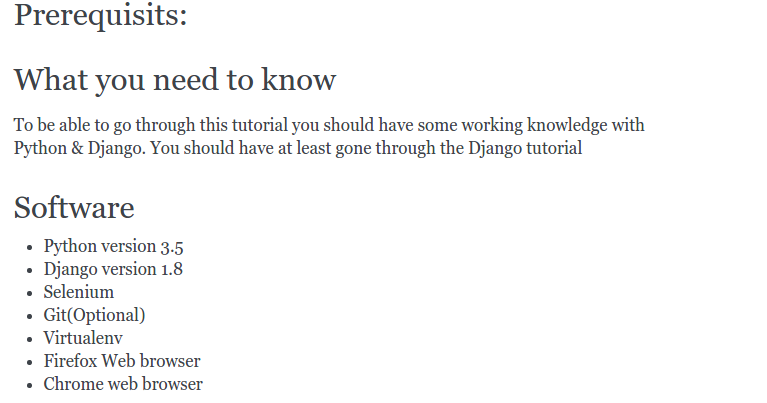 Prerequisits:
What you need to know
To be able to go through this tutorial you should have some working knowledge with
Python & Django. You should have at least gone through the Django tutorial
Software
• Python version 3.5
• Django version 1.8
• Selenium
• Git(Optional)
• Virtualenv
• Firefox Web browser
• Chrome web browser